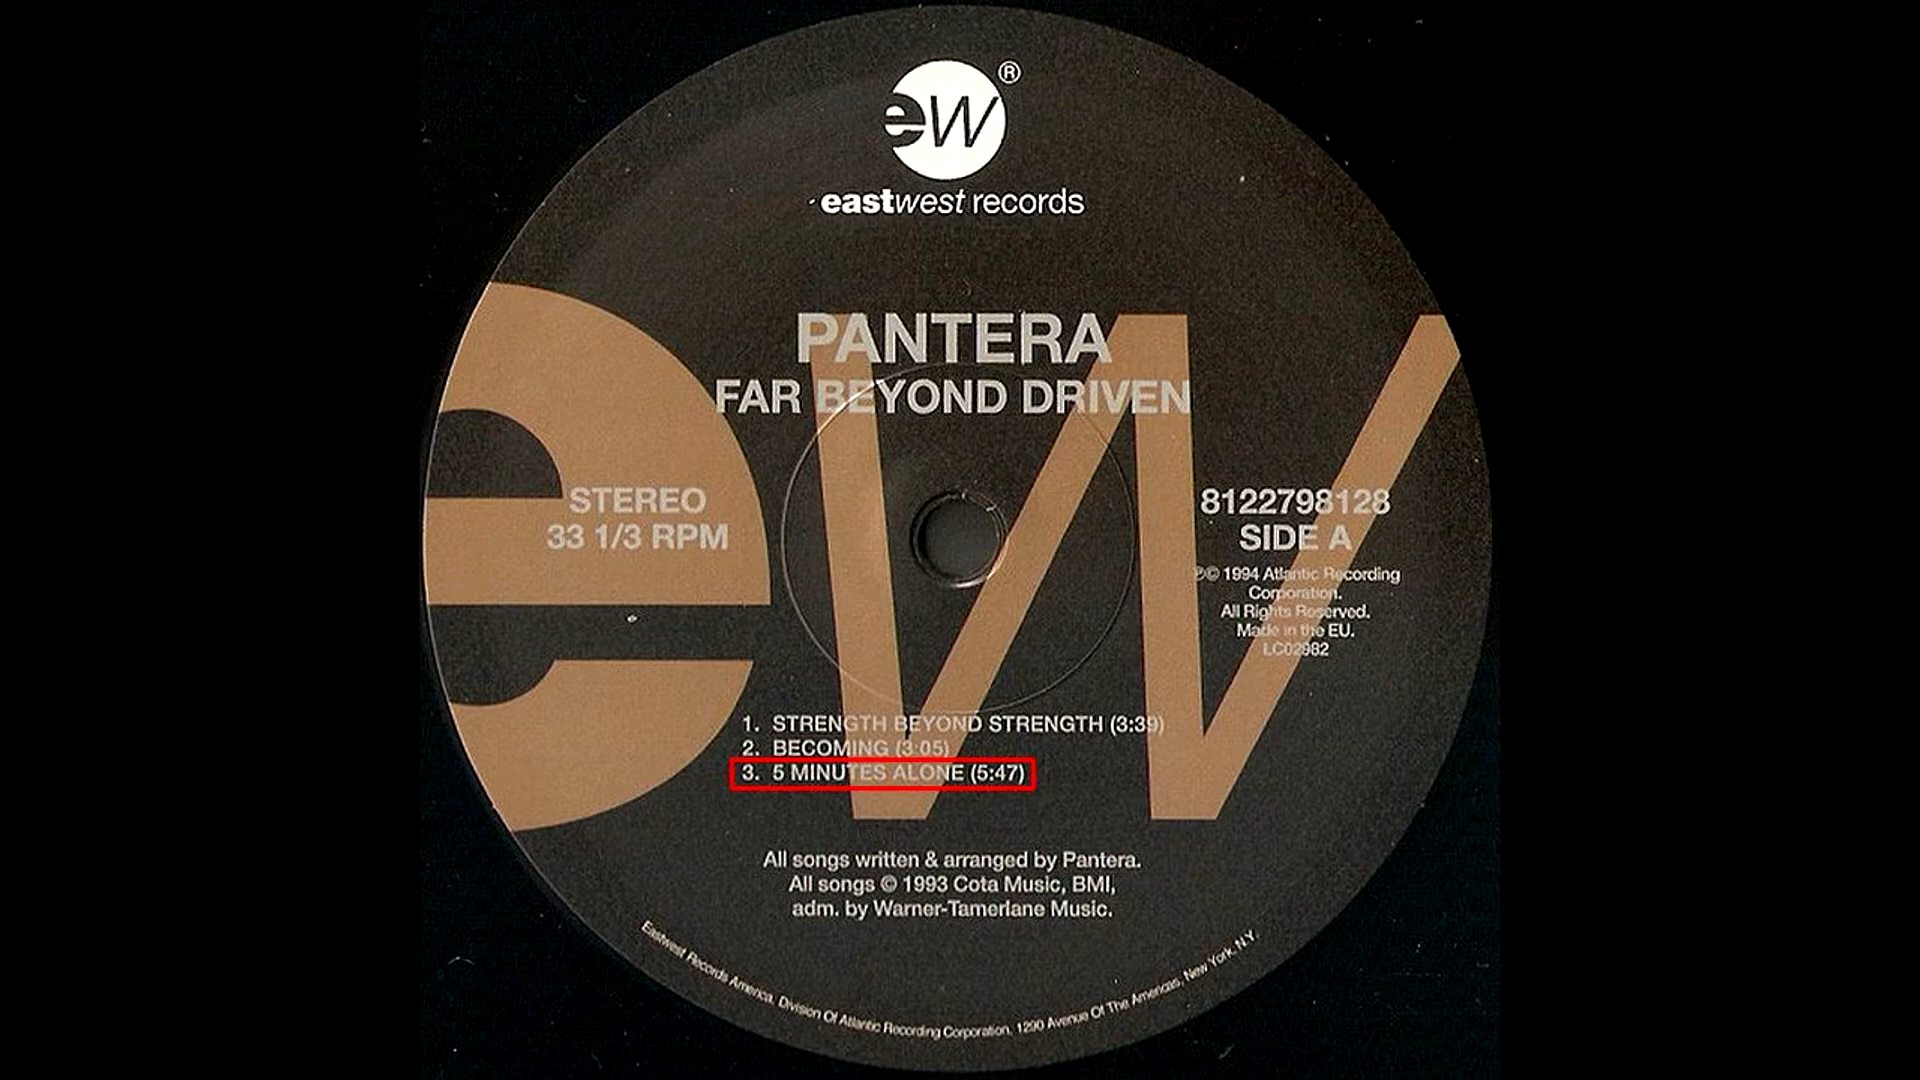 ew®
eastwest records
PANTERA
FAR BEYOND DRIVEN
STEREO
33 1/3 RPM
8122798128
SIDE A
℗© 1994 Atlantic Recording
Corporation.
All Rights Reserved.
Made in the EU.
LC02982
1. STRENGTH BEYOND STRENGTH (3:39)
2. BECOMING (3:05)
3. 5 MINUTES ALONE (5:47)
All songs written & arranged by Pantera.
All songs © 1993 Cota Music, BMI,
adm. by Warner-Tamerlane Music.
Eastwest Records America, Division Of Atlantic Recording Corporation, 1290 Avenue Of The Americas, New York, N.Y.
ew